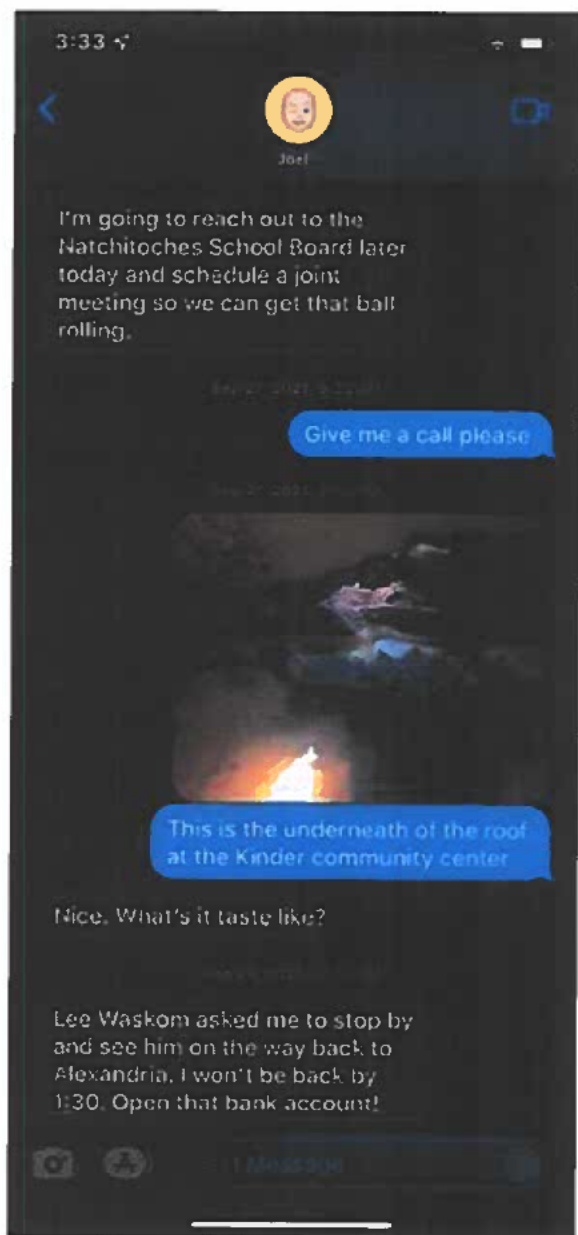 3:33
Joel
I'm going to reach out to the
Natchitoches School Board later
today and schedule a joint
meeting so we can get that ball
rolling.
Give me a call please
This is the underneath of the roof
at the Kinder community center
Nice. What's it taste like?
Lee Waskom asked me to stop by
and see him on the way back to
Alexandria. I won't be back by
1:30. Open that bank account!
iMessage